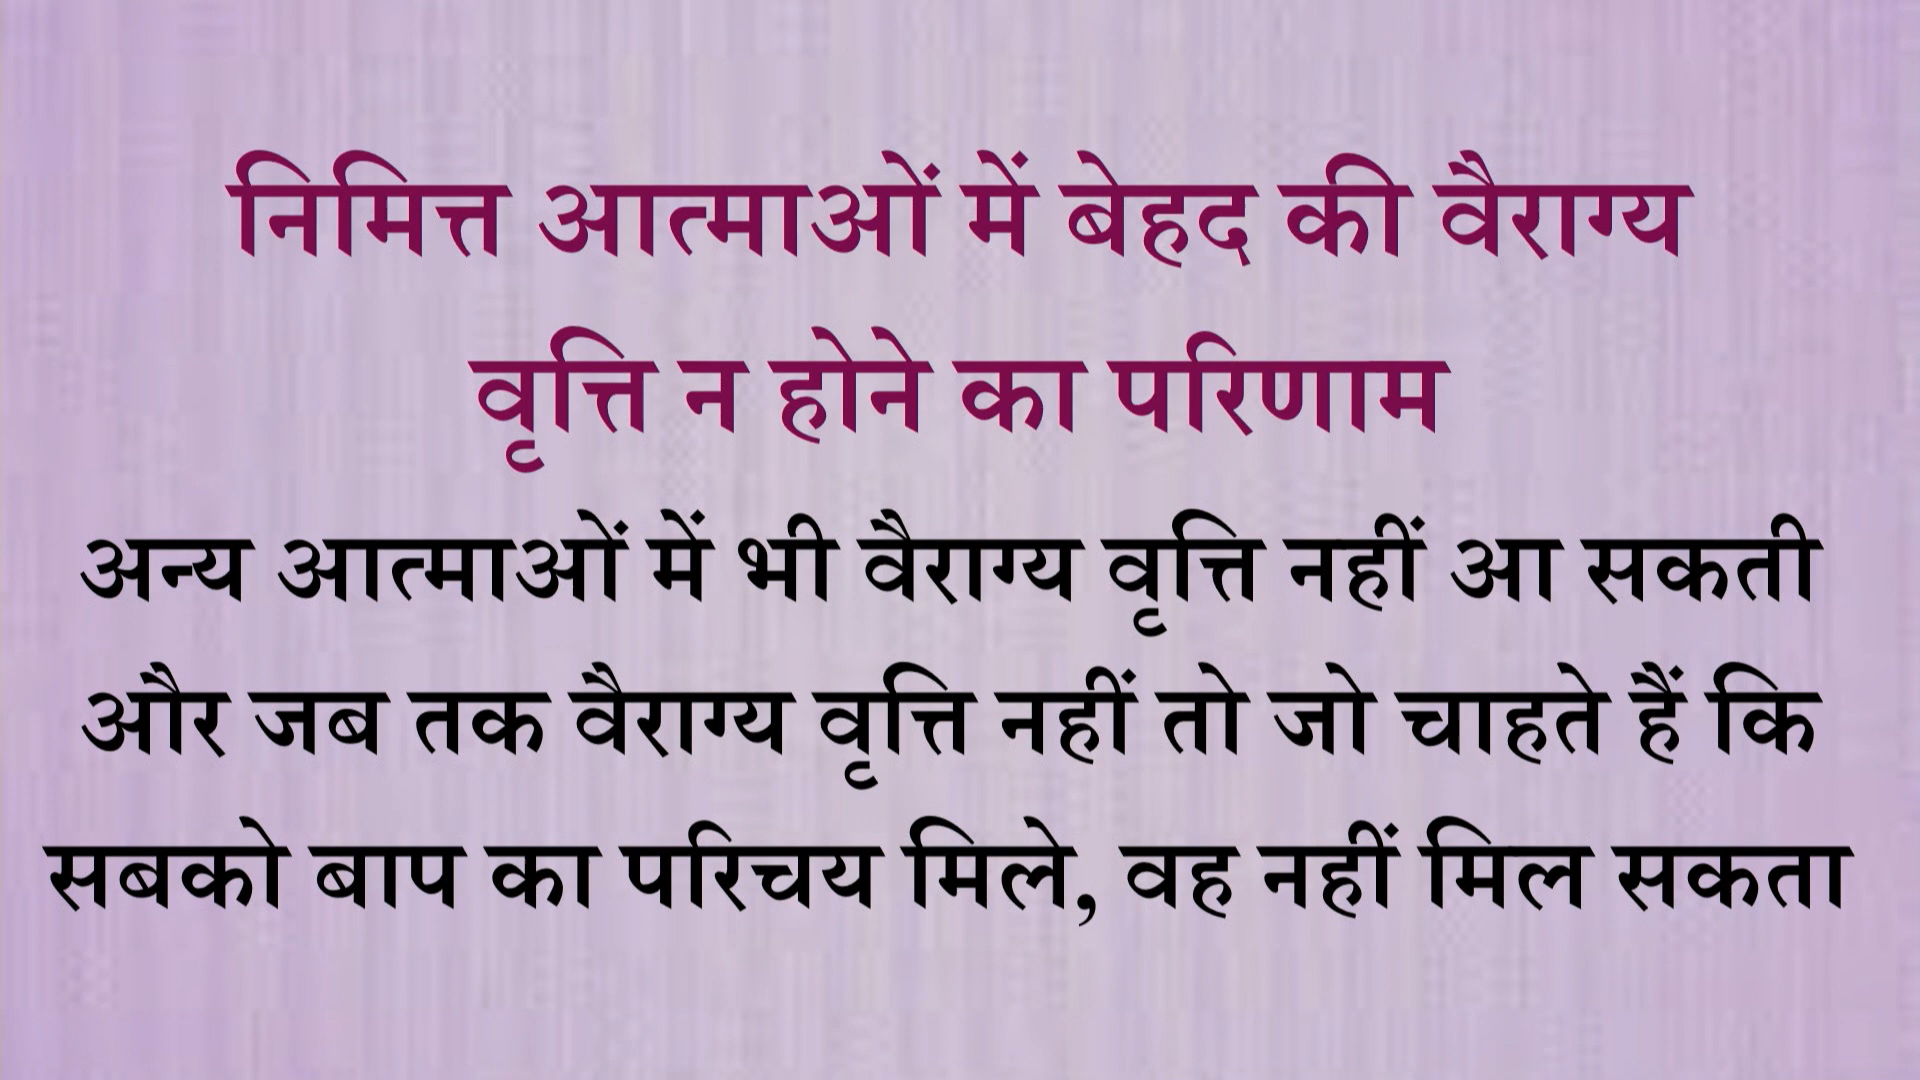 निमित्त आत्माओं में बेहद की वैराग्य
वृत्ति न होने का परिणाम
अन्य आत्माओं में भी वैराग्य वृत्ति नहीं आ सकती
और जब तक वैराग्य वृत्ति नहीं तो जो चाहते हैं कि
सबको बाप का परिचय मिले, वह नहीं मिल सकता